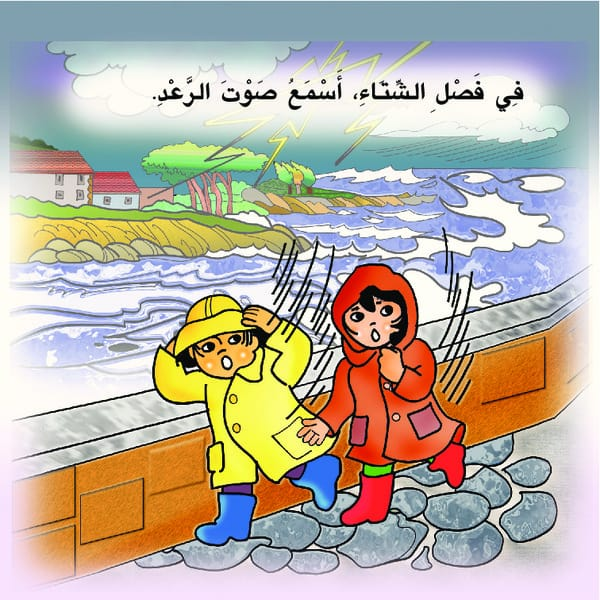 فِي فَصْلِ الشِّتَاءِ، أَسْمَعُ صَوْتَ الرَّعْدِ.